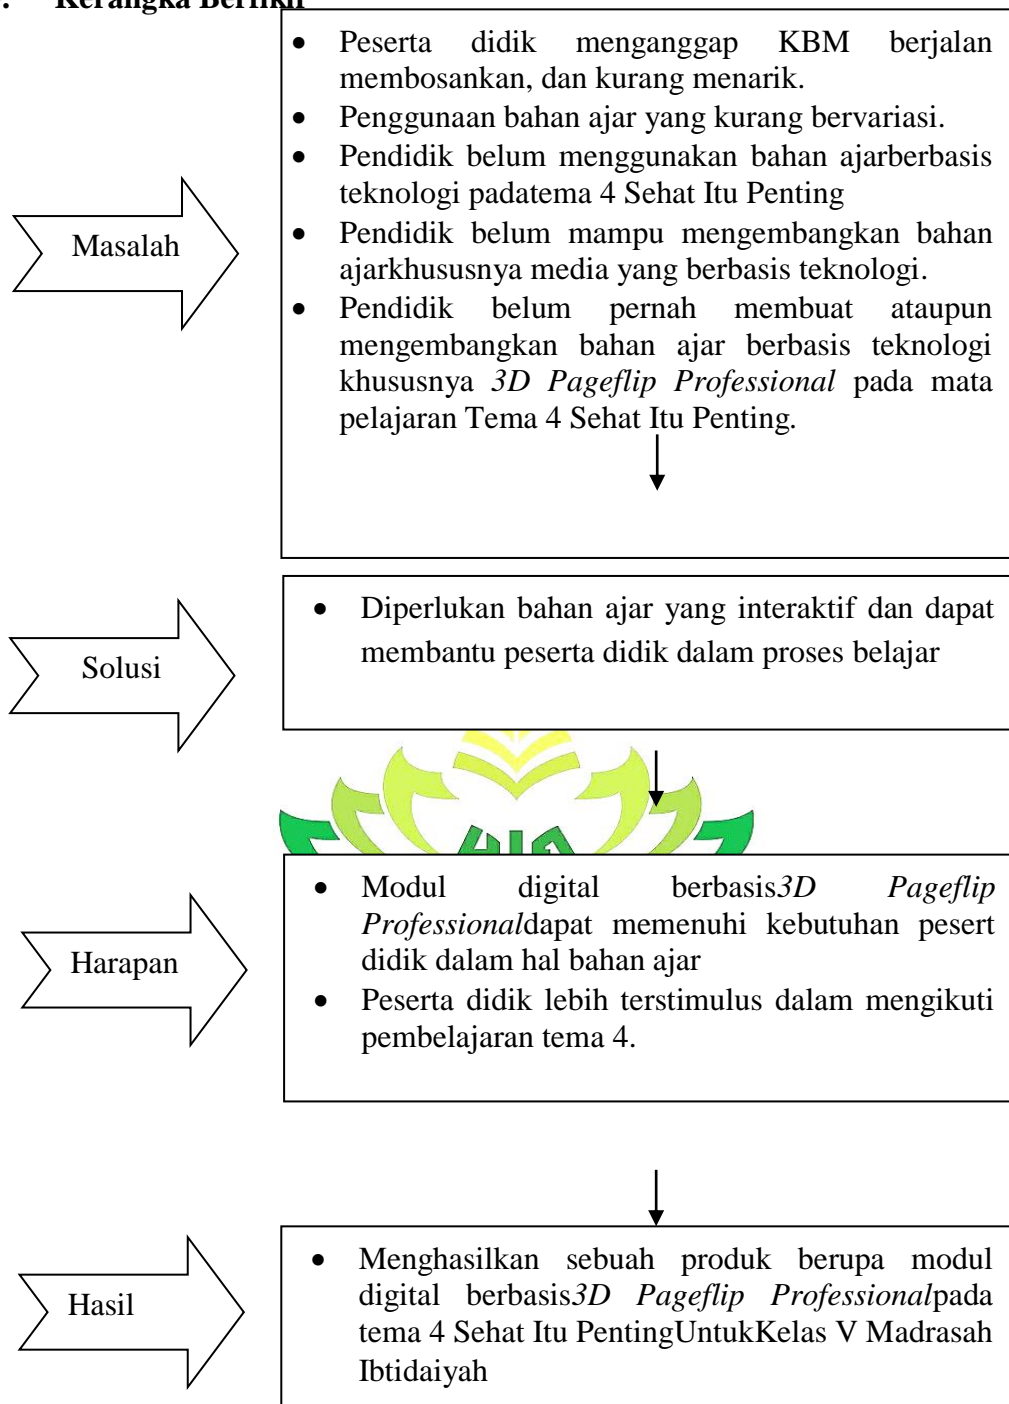 Kerangka Berfikir
Peserta didik menganggap KBM berjalan
membosankan, dan kurang menarik.
Penggunaan bahan ajar yang kurang bervariasi.
Pendidik belum menggunakan bahan ajarberbasis
teknologi padatema 4 Sehat Itu Penting
Masalah
Pendidik belum mampu mengembangkan bahan
ajarkhususnya media yang berbasis teknologi.
Pendidik belum pernah membuat ataupun
mengembangkan bahan ajar berbasis teknologi
khususnya 3D Pageflip Professional pada mata
pelajaran Tema 4 Sehat Itu Penting.
Solusi
Diperlukan bahan ajar yang interaktif dan dapat
membantu peserta didik dalam proses belajar
Harapan
Modul digital berbasis3D Pageflip
Professionaldapat memenuhi kebutuhan pesert
didik dalam hal bahan ajar
Peserta didik lebih terstimulus dalam mengikuti
pembelajaran tema 4.
Hasil
Menghasilkan sebuah produk berupa modul
digital berbasis3D Pageflip Professionalpada
tema 4 Sehat Itu PentingUntukKelas V Madrasah
Ibtidaiyah